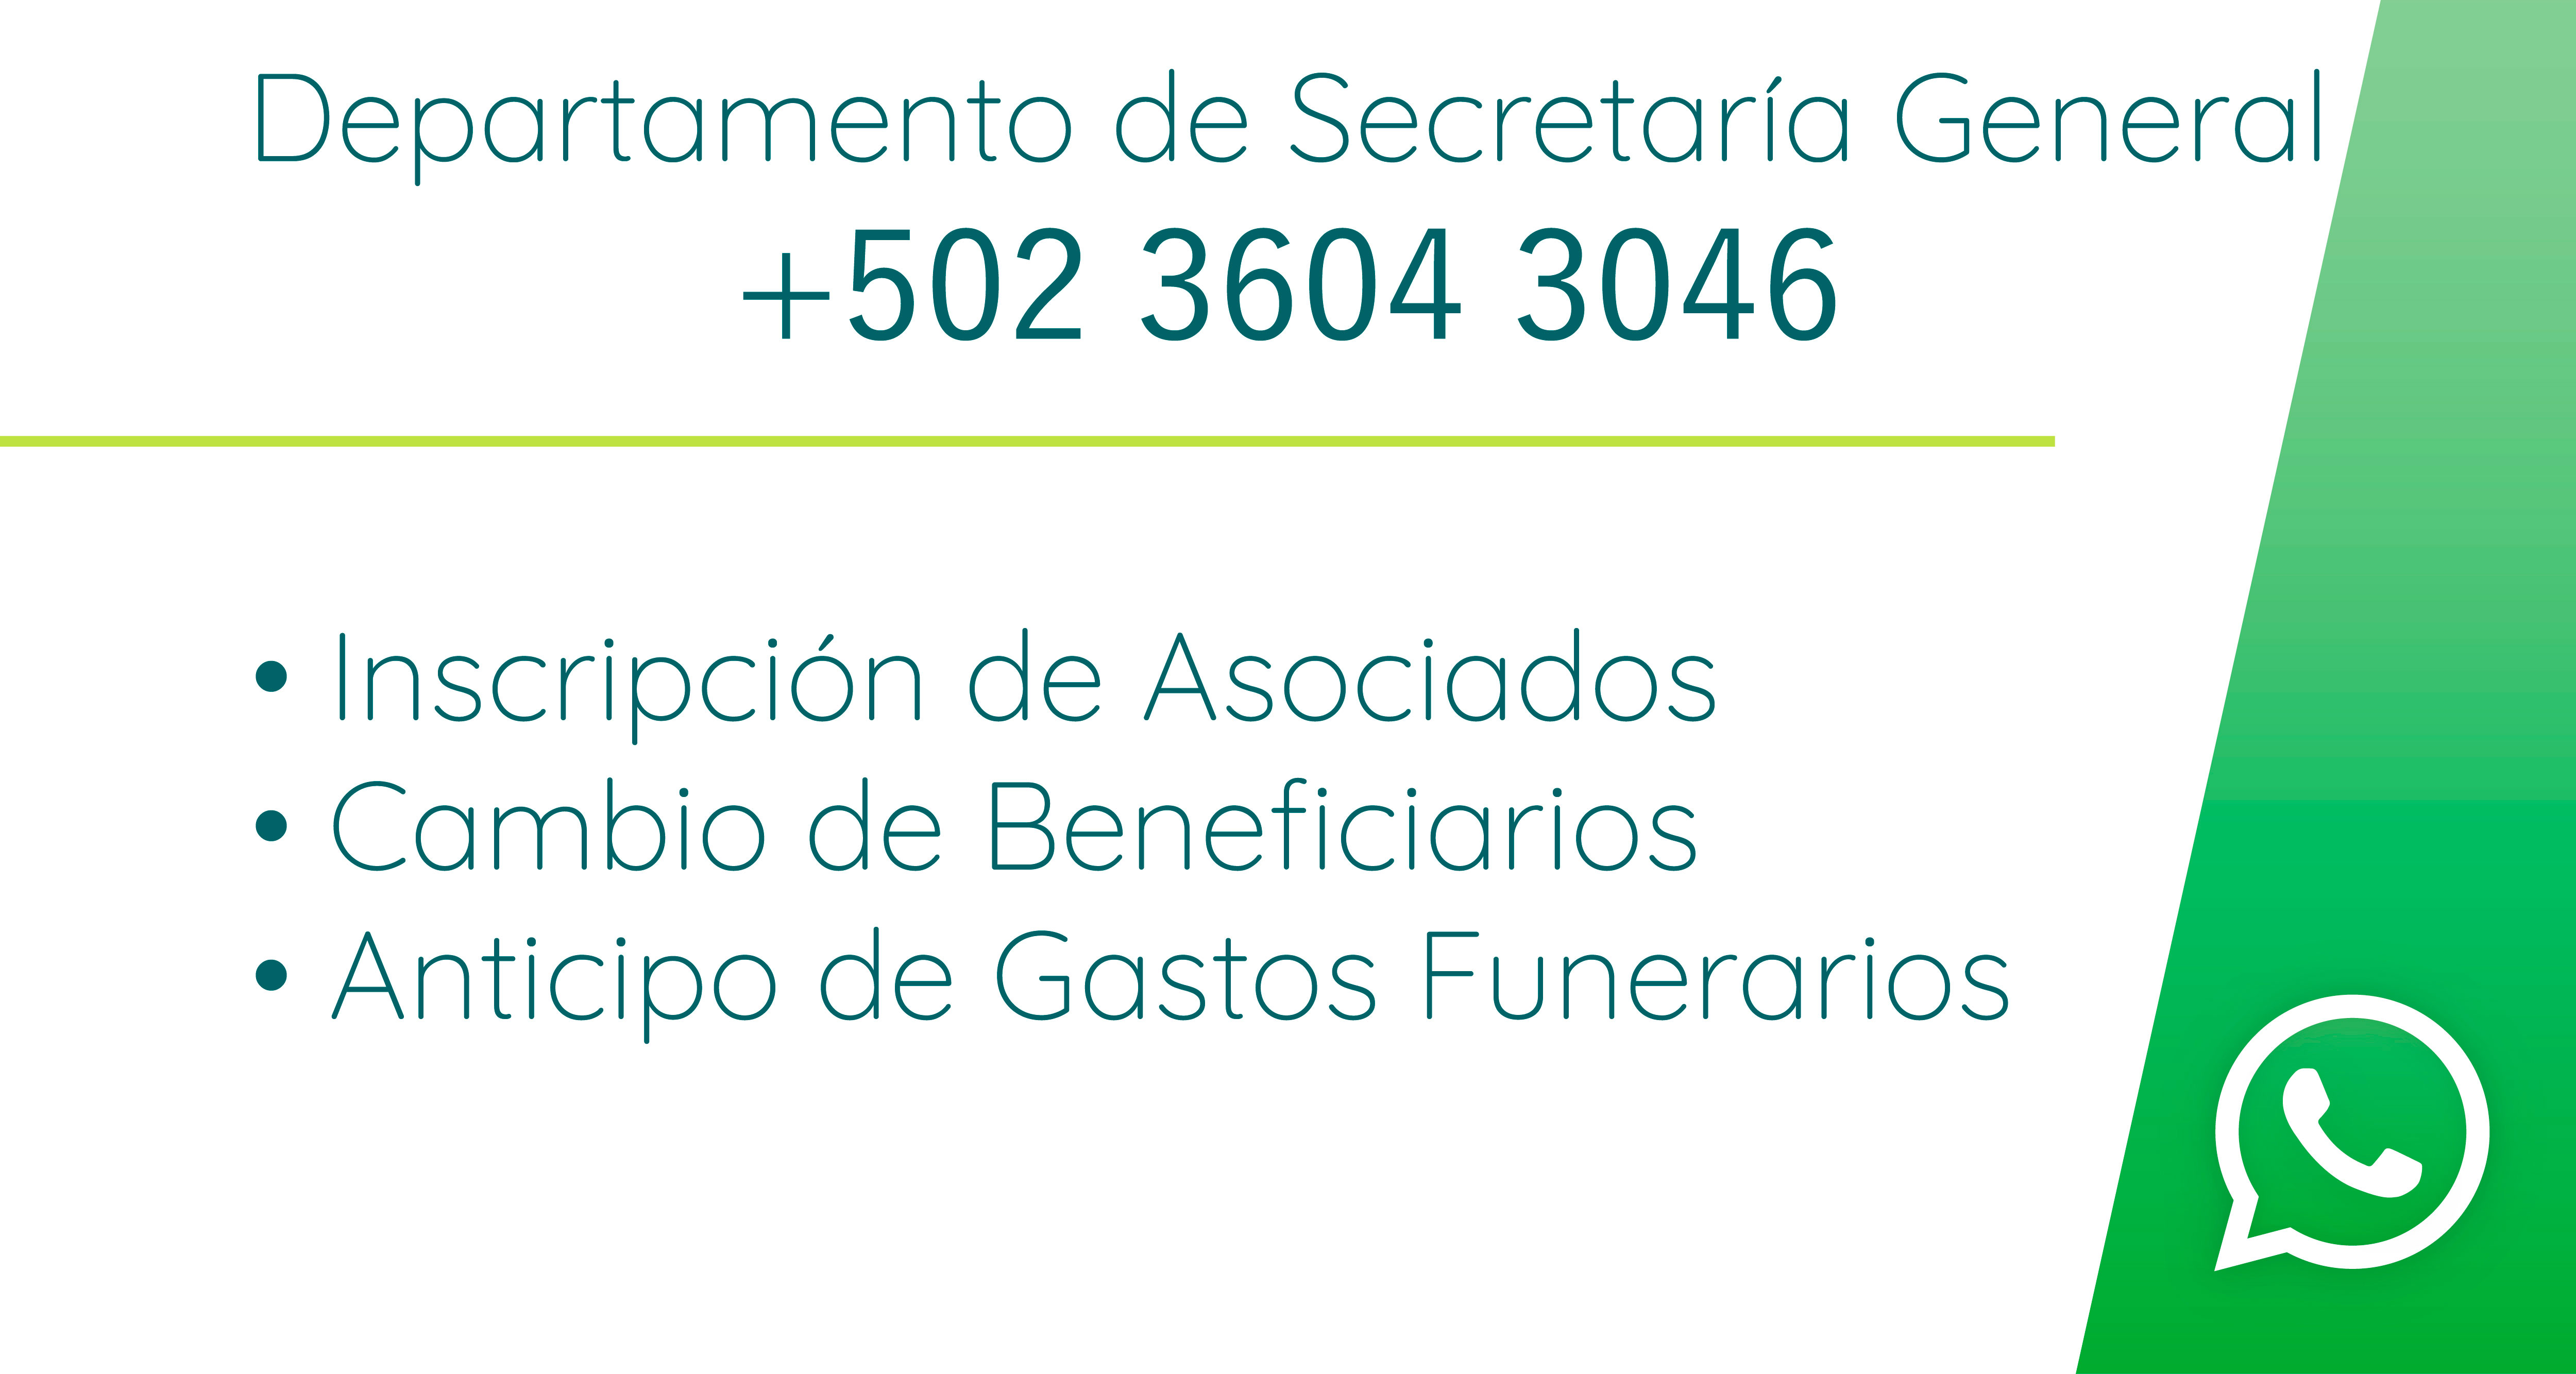 Departamento de Secretaría General
+502 3604 3046
• Inscripción de Asociados
• Cambio de Beneficiarios
• Anticipo de Gastos Funerarios